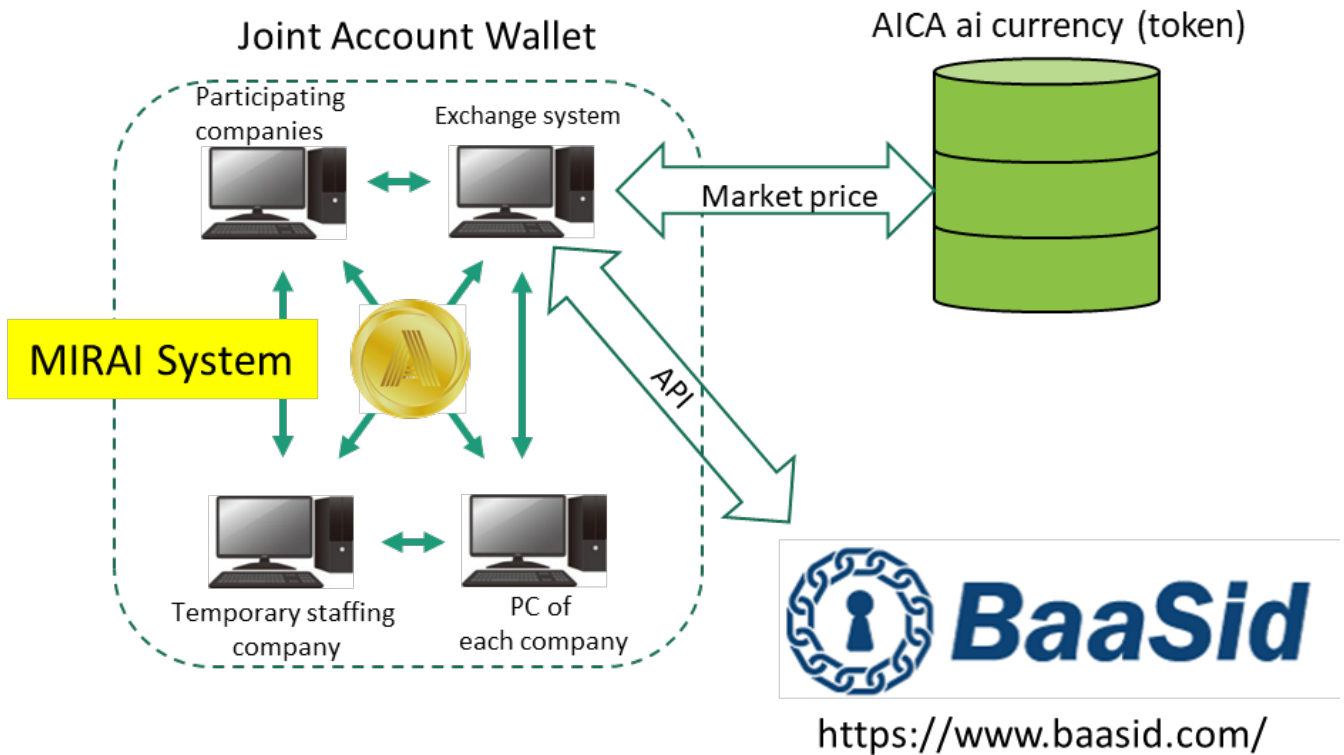 Joint Account Wallet
AICA ai currency (token)
Participating
companies
Exchange system
Market price
MIRAI System
A
API
Temporary staffing
company
PC of
each company
BaaSid
https://www.baasid.com/